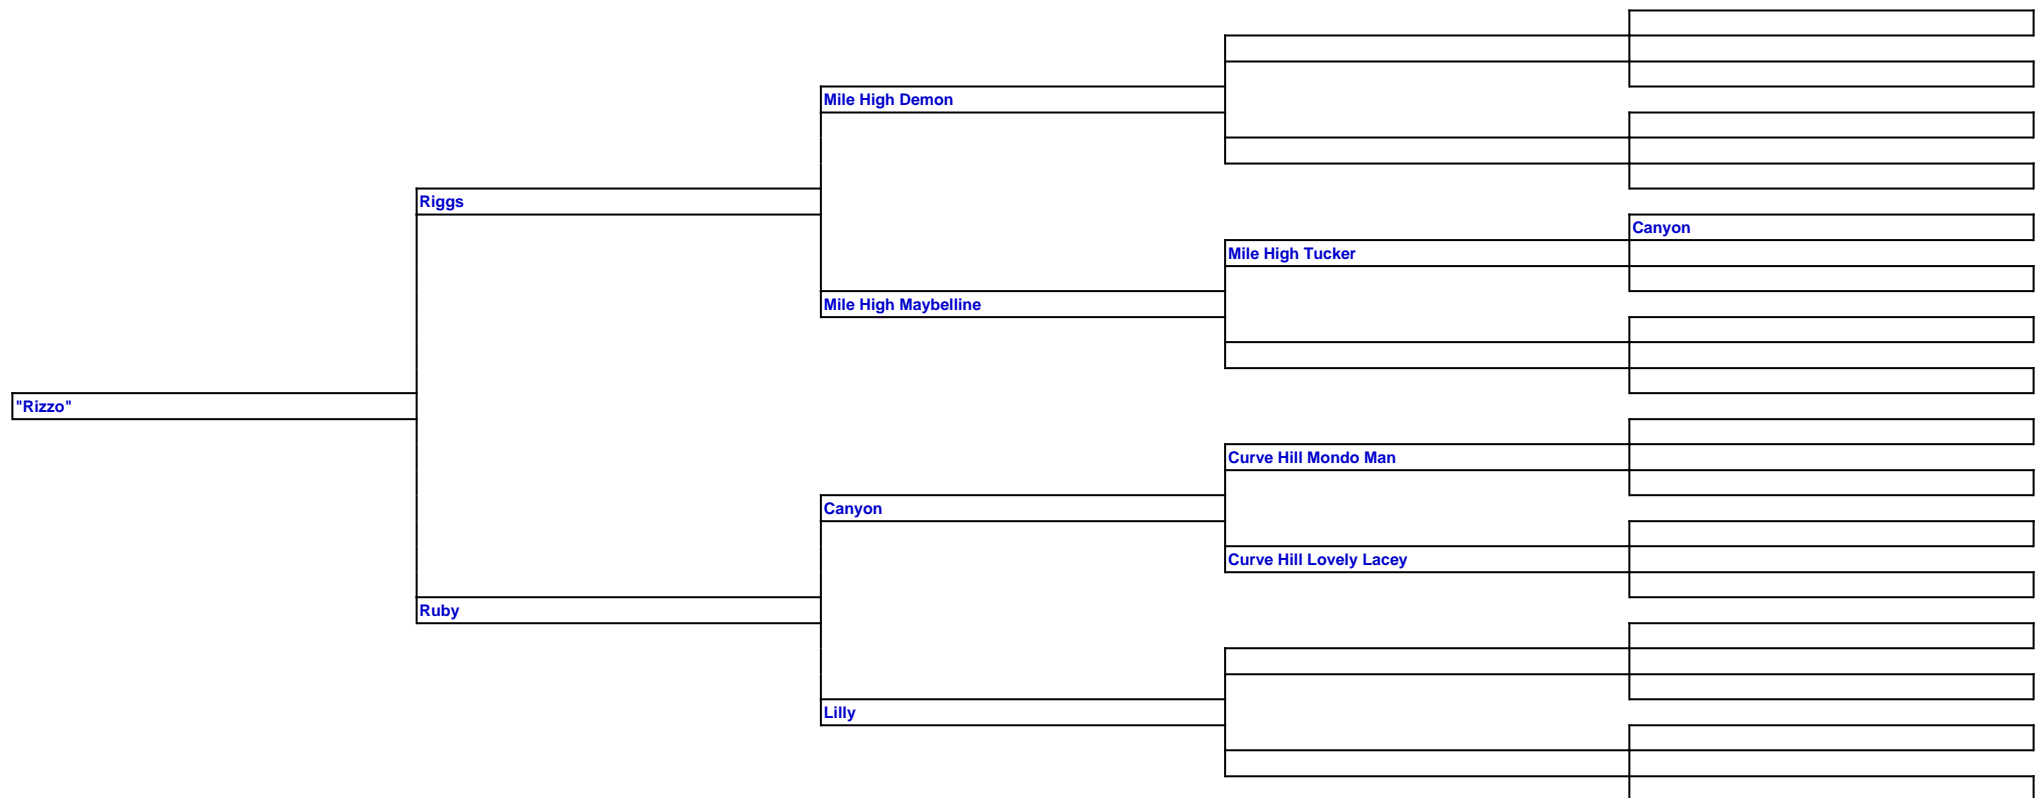 Mile High Demon
Riggs
Canyon
Mile High Tucker
Mile High Maybelline
"Rizzo"
Curve Hill Mondo Man
Canyon
Curve Hill Lovely Lacey
Ruby
Lilly